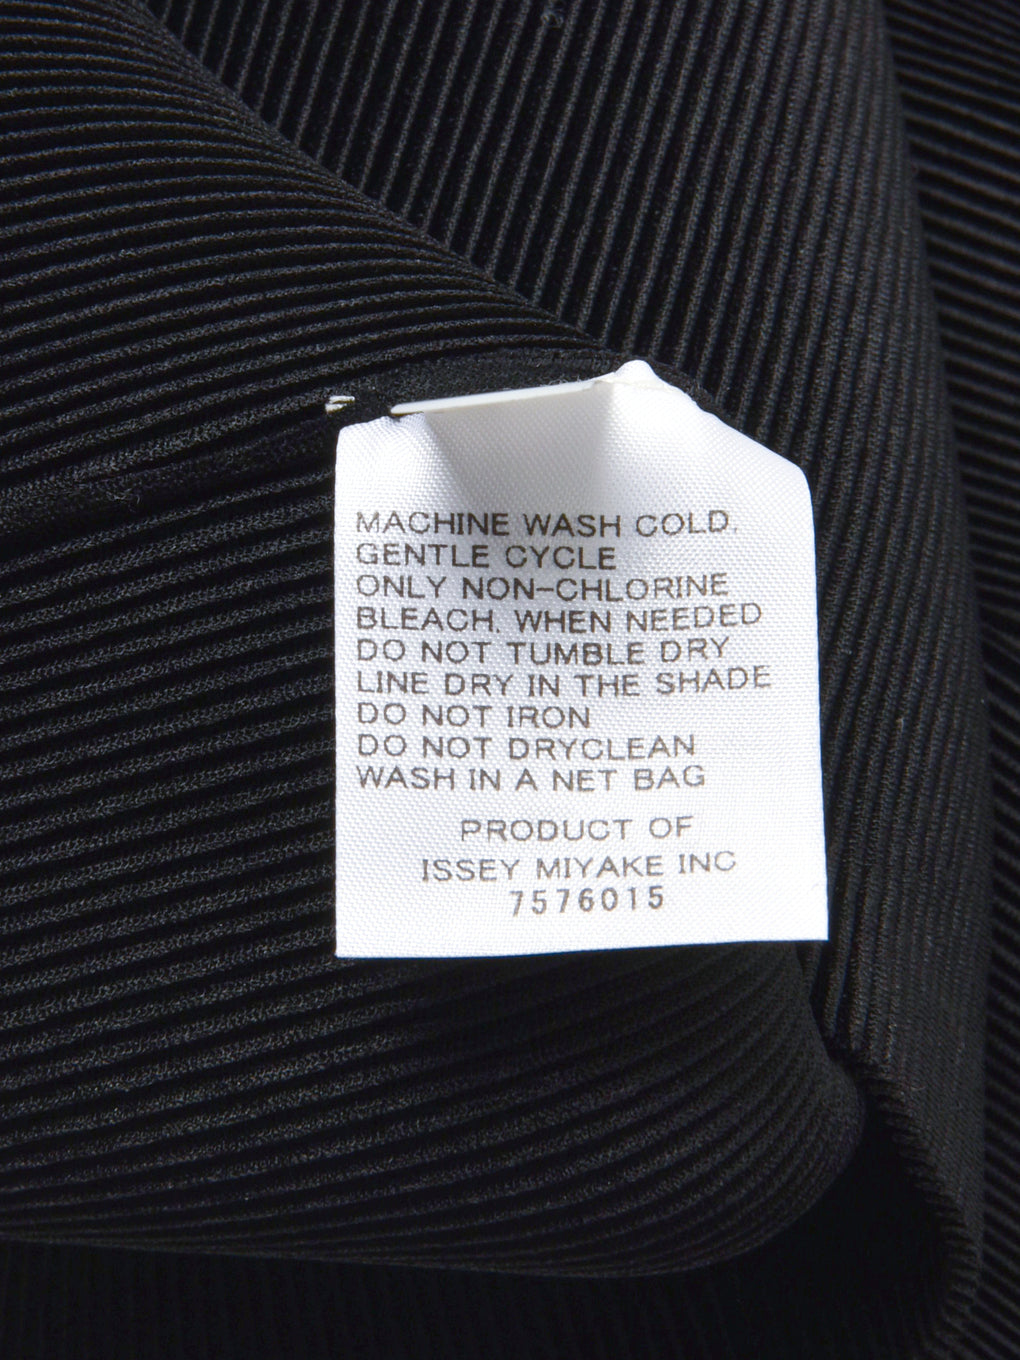 MACHINE WASH COLD.
GENTLE CYCLE
ONLY NON-CHLORINE
BLEACH. WHEN NEEDED
DO NOT TUMBLE DRY
LINE DRY IN THE SHADE
DO NOT IRON
DO NOT DRYCLEAN
WASH IN A NET BAG
PRODUCT OF
ISSEY MIYAKE INC
7576015